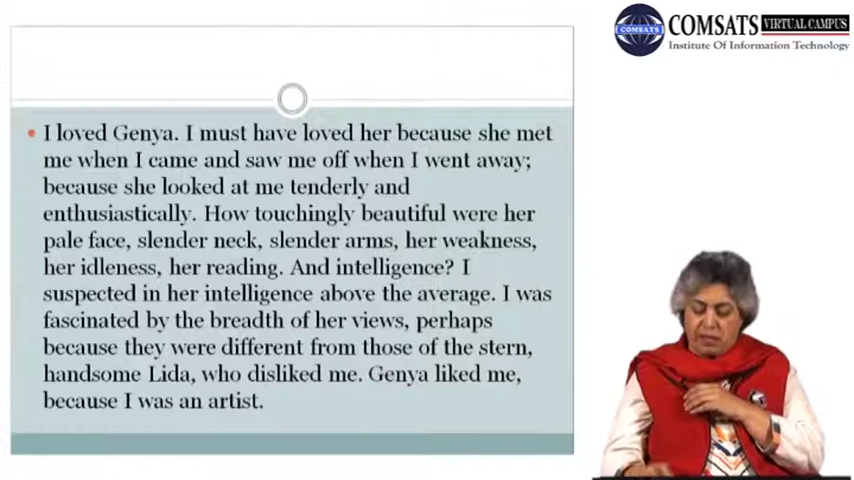 COMSATS VIRTUAL CAMPUS
COMSATS
Institute Of Information Technology
• I loved Genya. I must have loved her because she met
me when I came and saw me off when I went away;
because she looked at me tenderly and
enthusiastically. How touchingly beautiful were her
pale face, slender neck, slender arms, her weakness,
her idleness, her reading. And intelligence? I
suspected in her intelligence above the average. I was
fascinated by the breadth of her views, perhaps
because they were different from those of the stern,
handsome Lida, who disliked me. Genya liked me,
because I was an artist.